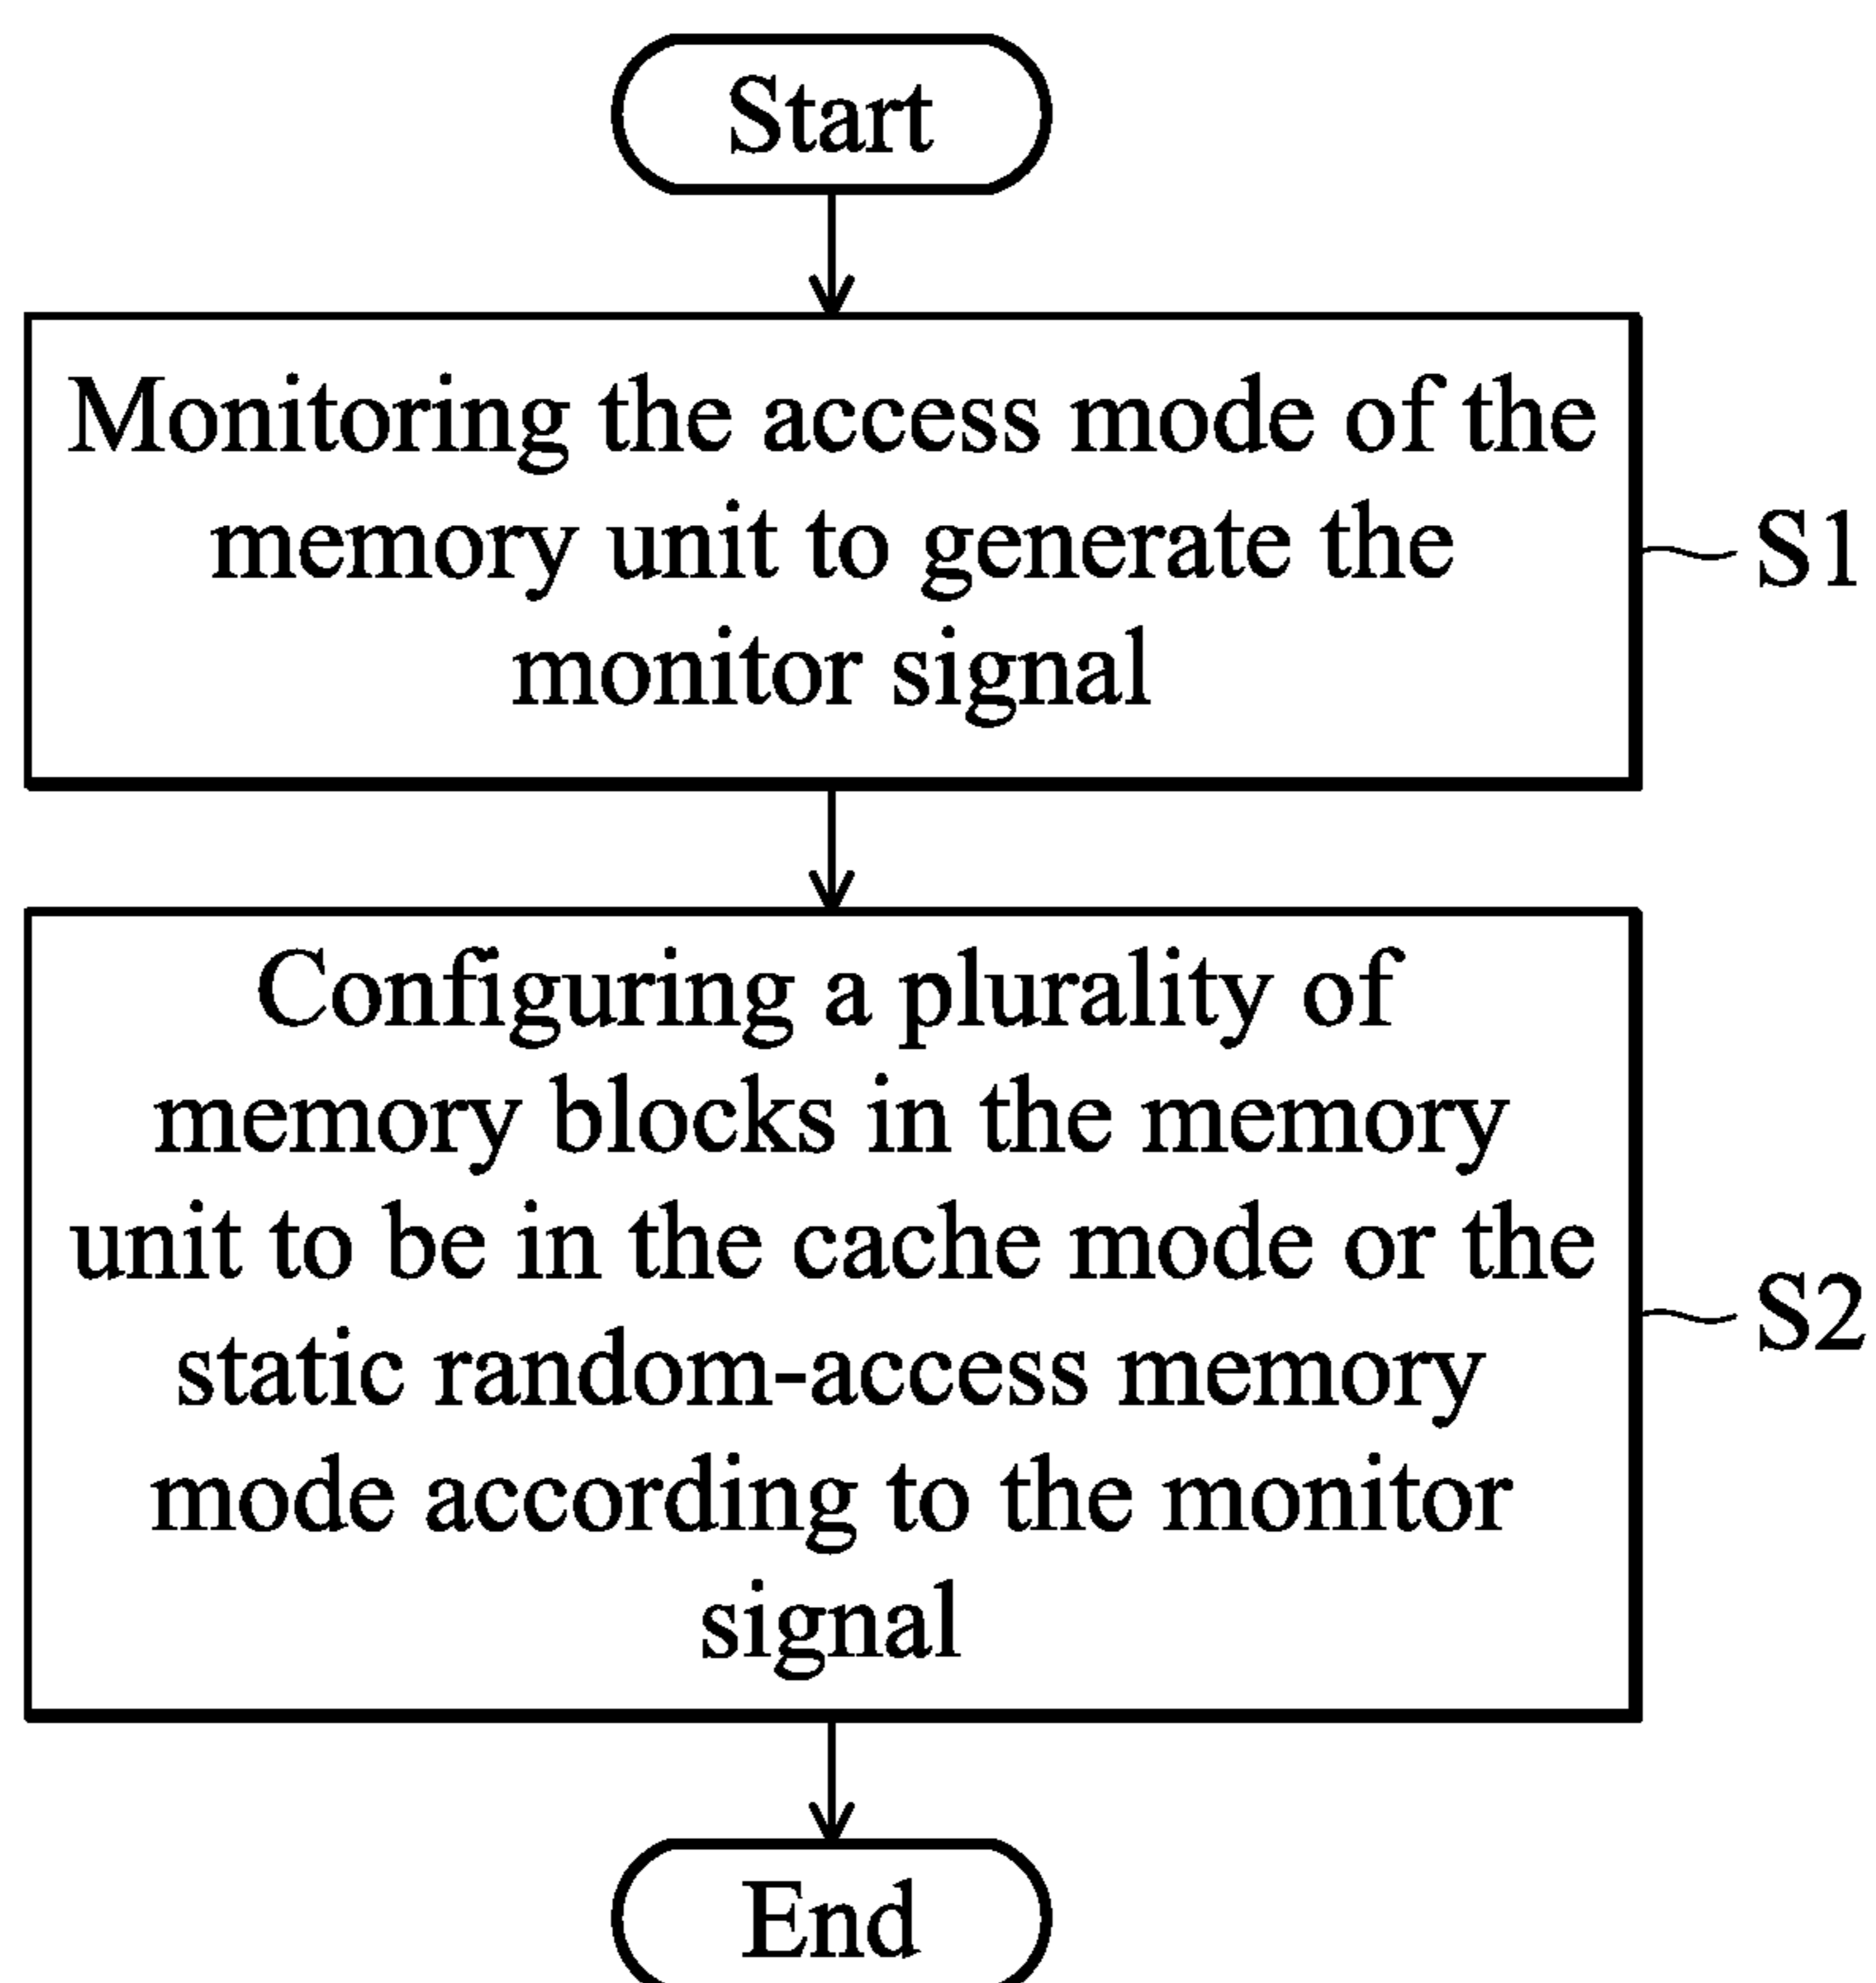 Start
Monitoring the access mode of the
memory unit to generate the
monitor signal
S1
Configuring a plurality of
memory blocks in the memory
unit to be in the cache mode or the
static random-access memory
mode according to the monitor
signal
S2
End